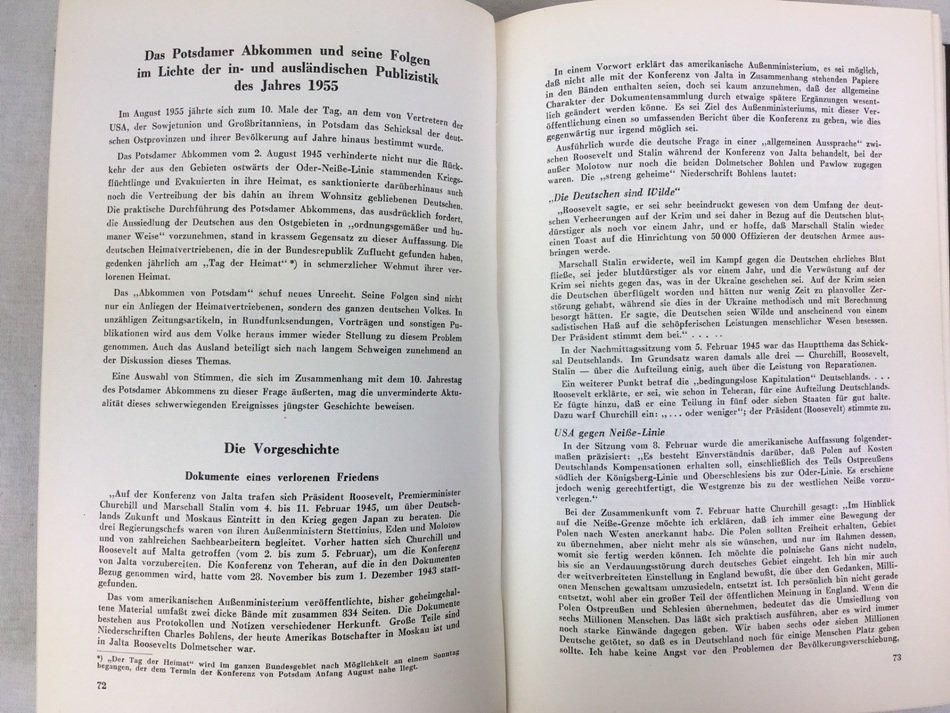 Das Potsdamer Abkommen und seine Folgen
im Lichte der in- und ausländischen Publizistik
des Jahres 1955
Im August 1955 jährte sich zum 10. Male der Tag, an dem von Vertretern der
USA, der Sowjetunion und Großbritanniens, in Potsdam das Schicksal der deut-
schen Ostprovinzen und ihrer Bevölkerung auf Jahre hinaus bestimmt wurde.
Das Potsdamer Abkommen vom 2. August 1945 verhinderte nicht nur die Rück-
kehr der aus den Gebieten ostwärts der Oder-Neiße-Linie stammenden Kriegs-
flüchtlinge und Evakuierten in ihre Heimat, es sanktionierte darüberhinaus auch
noch die Vertreibung der bis dahin an ihrem Wohnsitz gebliebenen Deutschen.
Die praktische Durchführung des Potsdamer Abkommens, das ausdrücklich fordert,
die Aussiedlung der Deutschen aus den Ostgebieten in „ordnungsgemäßer und hu-
maner Weise" vorzunehmen, stand in krassem Gegensatz zu dieser Auffassung. Die
deutschen Heimatvertriebenen, die in der Bundesrepublik Zuflucht gefunden haben,
gedenken jährlich am „Tag der Heimat"*) in schmerzlicher Wehmut ihrer ver-
lorenen Heimat.
Das „Abkommen von Potsdam" schuf neues Unrecht. Seine Folgen sind nicht
nur ein Anliegen der Heimatvertriebenen, sondern des ganzen deutschen Volkes. In
unzähligen Zeitungsartikeln, in Rundfunksendungen, Vorträgen und sonstigen Pu-
blikationen wird aus dem Volke heraus immer wieder Stellung zu diesem Problem
genommen. Auch das Ausland beteiligt sich nach langem Schweigen zunehmend an
der Diskussion dieses Themas.
Eine Auswahl von Stimmen, die sich im Zusammenhang mit dem 10. Jahrestag
des Potsdamer Abkommens zu dieser Frage äußerten, mag die unverminderte Aktu-
alität dieses schwerwiegenden Ereignisses jüngster Geschichte beweisen.
Die Vorgeschichte
Dokumente eines verlorenen Friedens
„Auf der Konferenz von Jalta trafen sich Präsident Roosevelt, Premierminister
Churchill und Marschall Stalin vom 4. bis 11. Februar 1945, um über Deutsch-
lands Zukunft und Moskaus Eintritt in den Krieg gegen Japan zu beraten. Die
drei Regierungschefs waren von ihren Außenministern Stettinius, Eden und Molotow
und von zahlreichen Sachbearbeitern begleitet. Vorher hatten sich Churchill und
Roosevelt auf Malta getroffen (vom 2. bis zum 5. Februar), um die Konferenz
von Jalta vorzubereiten. Die Konferenz von Teheran, auf die in den Dokumenten
Bezug genommen wird, hatte vom 28. November bis zum 1. Dezember 1943 statt-
gefunden.
Das vom amerikanischen Außenministerium veröffentlichte, bisher geheimgehal-
tene Material umfaßt zwei dicke Bände mit zusammen 834 Seiten. Die Dokumente
bestehen aus Protokollen und Notizen verschiedener Herkunft. Große Teile sind
Niederschriften Charles Bohlens, der heute Amerikas Botschafter in Moskau ist und
in Jalta Roosevelts Dolmetscher war.
*) „Der Tag der Heimat" wird im ganzen Bundesgebiet nach Möglichkeit an einem Sonntag
begangen, der dem Termin der Konferenz von Potsdam Anfang August nahe liegt.
72
In einem Vorwort erklärt das amerikanische Außenministerium, es sei möglich,
daß nicht alle mit der Konferenz von Jalta in Zusammenhang stehenden Papiere
in den Bänden enthalten seien, doch sei kaum anzunehmen, daß der allgemeine
Charakter der Dokumentensammlung durch etwaige spätere Ergänzungen wesent-
lich geändert werden könne. Es sei Ziel des Außenministeriums, mit dieser Ver-
öffentlichung einen so umfassenden Bericht über die Konferenz zu geben, wie dies
gegenwärtig nur irgend möglich sei.
Ausführlich wurde die deutsche Frage in einer „allgemeinen Aussprache" zwi-
schen Roosevelt und Stalin während der Konferenz von Jalta behandelt, bei der
außer Molotow nur noch die beiden Dolmetscher Bohlen und Pawlow zugegen
waren. Die „streng geheime" Niederschrift Bohlens lautet:
„Die Deutschen sind Wilde"
„Roosevelt sagte, er sei sehr beeindruckt gewesen von dem Umfang der deut-
schen Verheerungen auf der Krim und sei daher in Bezug auf die Deutschen blut-
dürstiger als noch vor einem Jahr, und er hoffe, daß Marschall Stalin wieder
einen Toast auf die Hinrichtung von 50 000 Offizieren der deutschen Armee aus-
bringen werde.
Marschall Stalin erwiderte, weil im Kampf gegen die Deutschen ehrliches Blut
fließe, sei jeder blutdürstiger als vor einem Jahr, und die Verwüstung auf der
Krim sei nichts gegen das, was in der Ukraine geschehen sei. Auf der Krim seien
die Deutschen überflügelt worden und hätten nur wenig Zeit zu planvoller Zer-
störung gehabt, während sie dies in der Ukraine methodisch und mit Berechnung
besorgt hätten. Er sagte, die Deutschen seien Wilde und anscheinend von einem
sadistischen Haß auf die schöpferischen Leistungen menschlicher Wesen besessen.
Der Präsident stimmt dem bei." . . . . .
In der Nachmittagssitzung vom 5. Februar 1945 war das Hauptthema das Schick-
sal Deutschlands. Im Grundsatz waren damals alle drei — Churchill, Roosevelt,
Stalin — über die Aufteilung einig, auch über die Leistung von Reparationen.
Ein weiterer Punkt betraf die „bedingungslose Kapitulation" Deutschlands. . . .
Roosevelt erklärte, er sei, wie schon in Teheran, für eine Aufteilung Deutschlands.
Er fügte hinzu, daß er eine Teilung in fünf oder sieben Staaten für gut halte.
Dazu warf Churchill ein: „ . . . oder weniger"; der Präsident (Roosevelt) stimmte zu.
USA gegen Neiße-Linie
In der Sitzung vom 8. Februar wurde die amerikanische Auffassung folgender-
maßen präzisiert: „Es besteht Einverständnis darüber, daß Polen auf Kosten
Deutschlands Kompensationen erhalten soll, einschließlich des Teils Ostpreußens
südlich der Königsberg-Linie und Oberschlesiens bis zur Oder-Linie. Es erschiene
jedoch wenig gerechtfertigt, die Westgrenze bis zu der westlichen Neiße vorzu-
verlegen."
Bei der Zusammenkunft vom 7. Februar hatte Churchill gesagt: „Im Hinblick
auf die Neiße-Grenze möchte ich erklären, daß ich immer eine Bewegung der
Polen nach Westen anerkannt habe. Die Polen sollten Freiheit erhalten, Gebiet
zu übernehmen, aber nicht mehr als sie wünschen, und nur im Rahmen dessen,
womit sie fertig werden können. Ich möchte die polnische Gans nicht nudeln,
bis sie an Verdauungsstörung durch deutsches Gebiet eingeht. Ich bin mir auch
der weitverbreiteten Einstellung in England bewußt, die über den Gedanken, Milli-
onen Menschen gewaltsam umzusiedeln, entsetzt ist. Ich persönlich bin nicht gerade
entsetzt, wohl aber ein großer Teil der öffentlichen Meinung in England. Wenn die
Polen Ostpreußen und Schlesien übernehmen, bedeutet das die Umsiedlung von
sechs Millionen Menschen. Das läßt sich praktisch ausführen, aber es wird immer
noch starke Einwände dagegen geben. Wir haben sechs oder sieben Millionen
Deutsche getötet, so daß es in Deutschland noch für einige Menschen Platz geben
sollte. Ich habe keine Angst vor den Problemen der Bevölkerungsverschiebung,
73